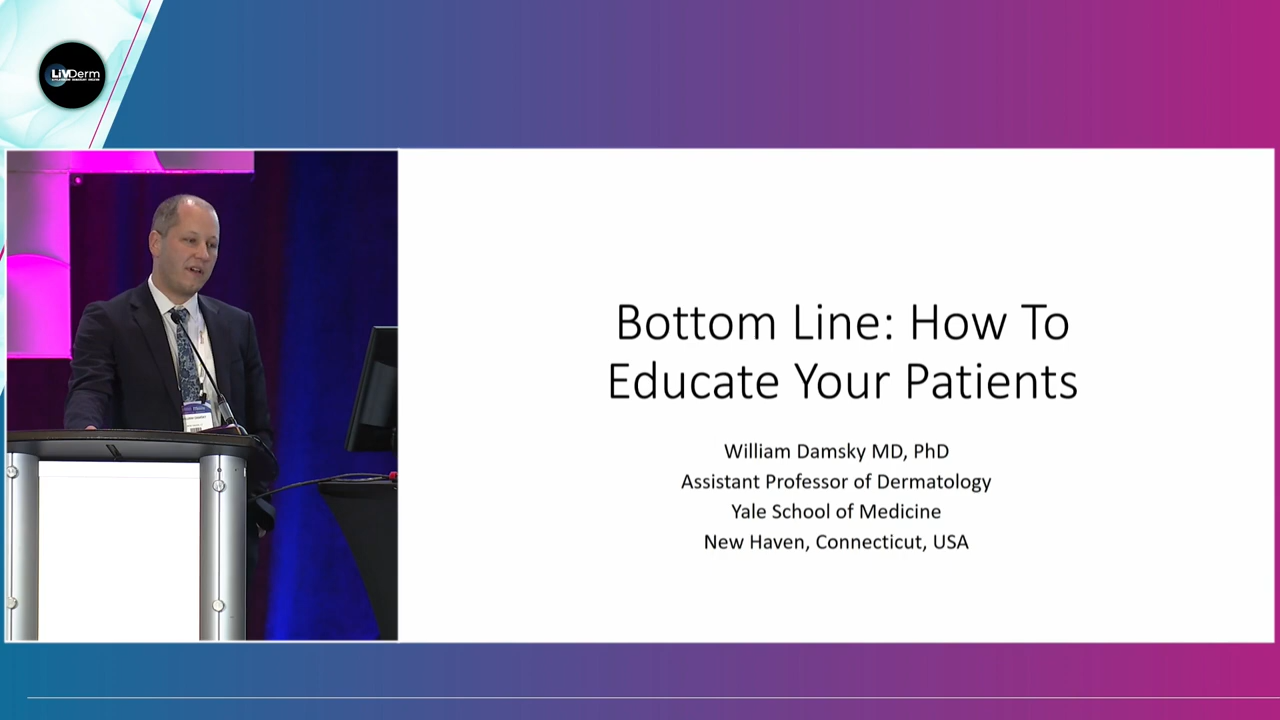 LiVDerm
Bottom Line: How To
Educate Your Patients
William Damsky MD, PhD
Assistant Professor of Dermatology
Yale School of Medicine
New Haven, Connecticut, USA